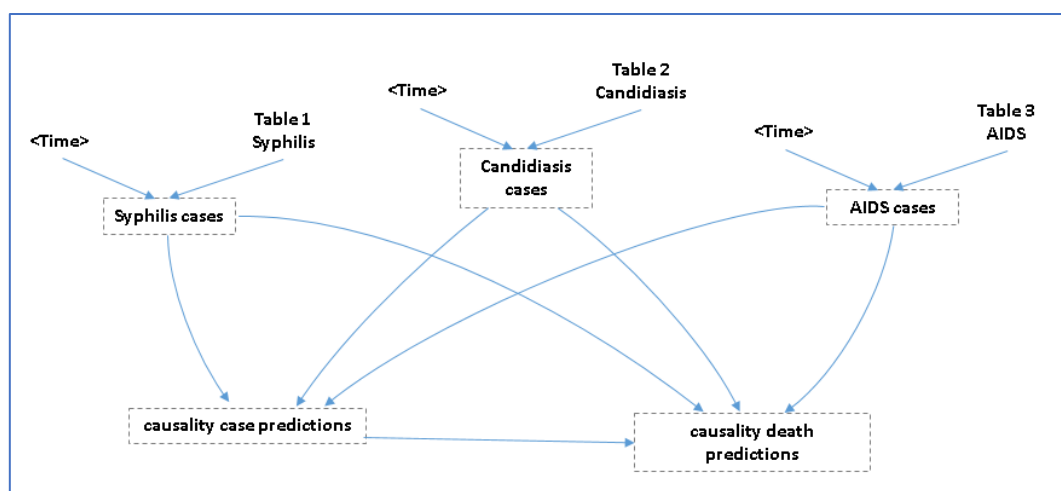 <Time>
Table 1
Syphilis
Syphilis cases
<Time>
Table 2
Candidiasis
Candidiasis
cases
<Time>
Table 3
AIDS
AIDS cases
causality case predictions
causality death
predictions